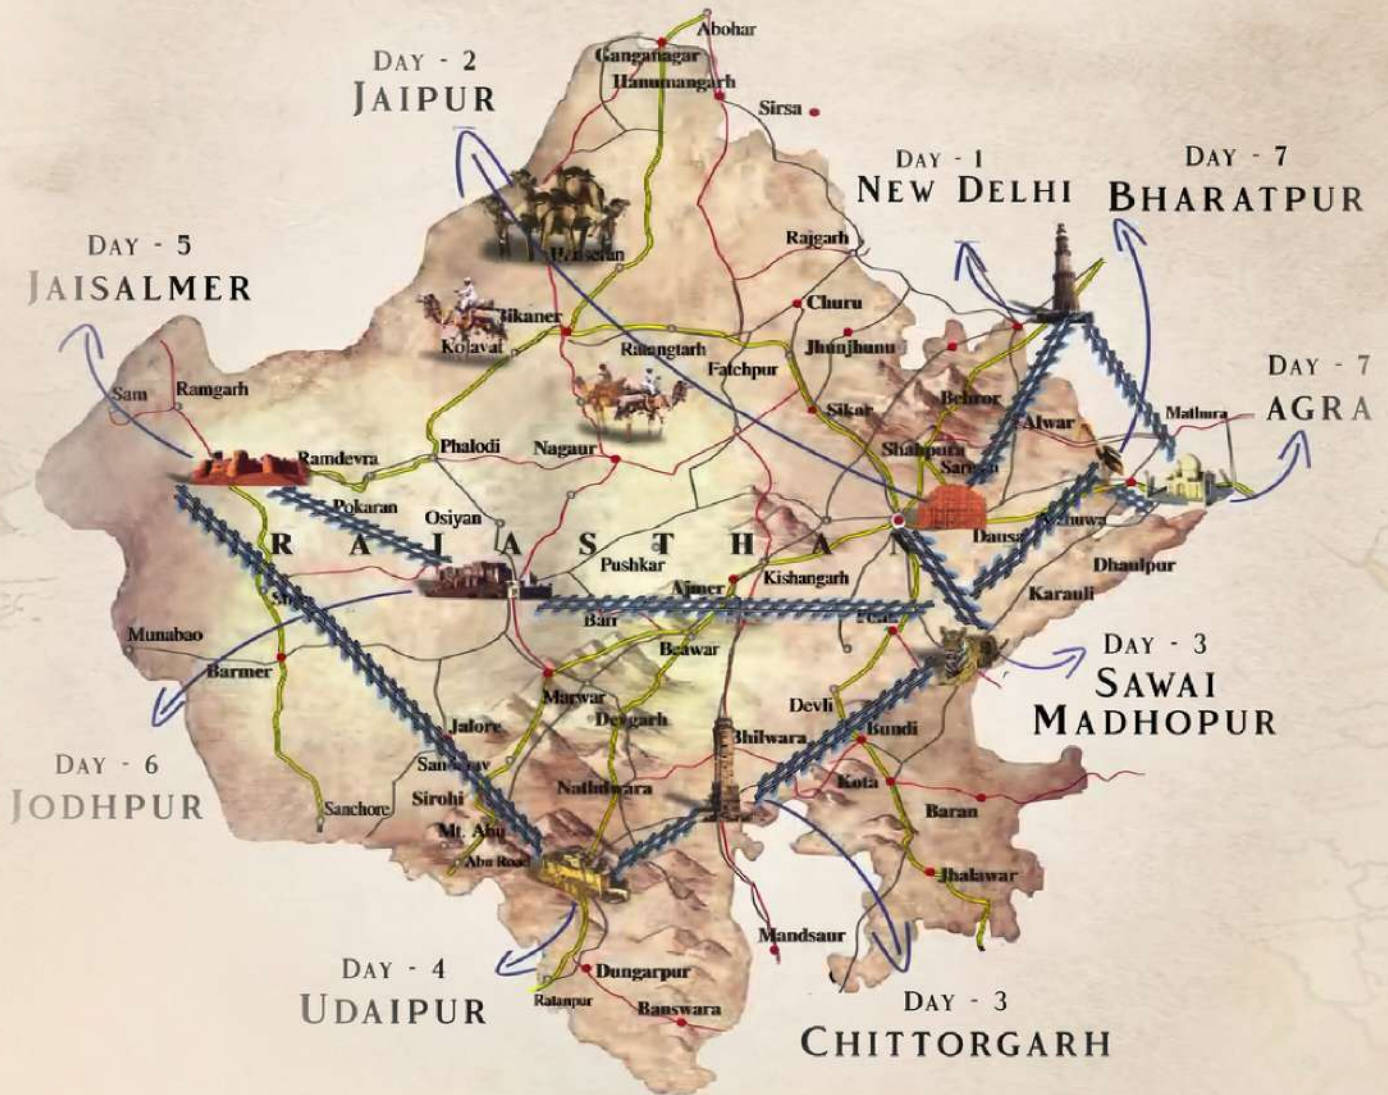 Abohar
Ganganagar
DAY - 2
JAIPUR
Hanumangarh
Sirsa
DAY - 1
NEW DELHI
DAY - 7
BHARATPUR
DAY - 5
JAISALMER
Rajgarh
Churu
Bikaner
Kolayat
Ratangarh
Jhunjhunu
Fatehpur
DAY - 7
AGRA
Sam
Ramgarh
Behror
Sikar
Alwar
Mathura
Ramdevra
Phalodi
Nagaur
Shahpura
Pokaran
Osiyan
RAJASTHAN
Dausa
Pushkar
Kishangarh
Dhaulpur
Ajmer
Karauli
Barr
Munabao
Beawar
Barmer
DAY - 3
SAWAI
MADHOPUR
Marwar
Devli
Devgarh
Jalore
Bhilwara
Bundi
DAY - 6
JODHPUR
Nathdwara
Kota
Sirohi
Sanchore
Baran
Mt. Abu
Abu Road
Jhalawar
Mandsaur
DAY - 4
UDAIPUR
Dungarpur
Ratanpur
Banswara
DAY - 3
CHITTORGARH